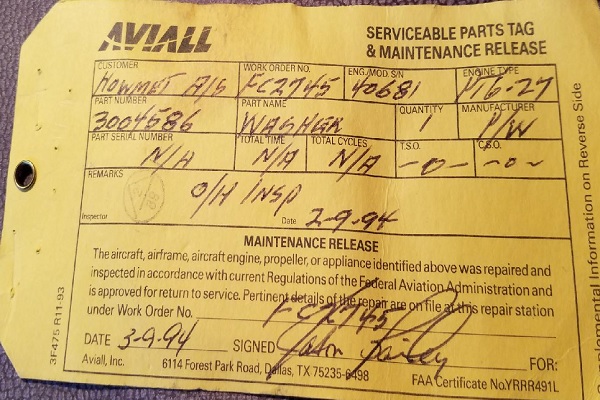 AVIALL
SERVICEABLE PARTS TAG
& MAINTENANCE RELEASE
CUSTOMER WORK ORDER NO. ENG./MOD. S/N ENGINE TYPE
HOWMET A/S FC2745 40681 PT6-27
PART NUMBER PART NAME QUANTITY MANUFACTURER
3004586 WASHER 1 P/W
PART SERIAL NUMBER TOTAL TIME TOTAL CYCLES T.S.O. C.S.O.
N/A N/A N/A -0- -0-
REMARKS
O/H INSP
Inspector Date 2-9-94
MAINTENANCE RELEASE
The aircraft, airframe, aircraft engine, propeller, or appliance identified above was repaired and
inspected in accordance with current Regulations of the Federal Aviation Administration and
is approved for return to service. Pertinent details of the repair are on file at this repair station
under Work Order No. FC2745
DATE 3-9-94 SIGNED FOR:
Aviall, Inc. 6114 Forest Park Road, Dallas, TX 75235-6498 FAA Certificate No.YRRR491L
3F475 R11-93
Supplemental Information on Reverse Side